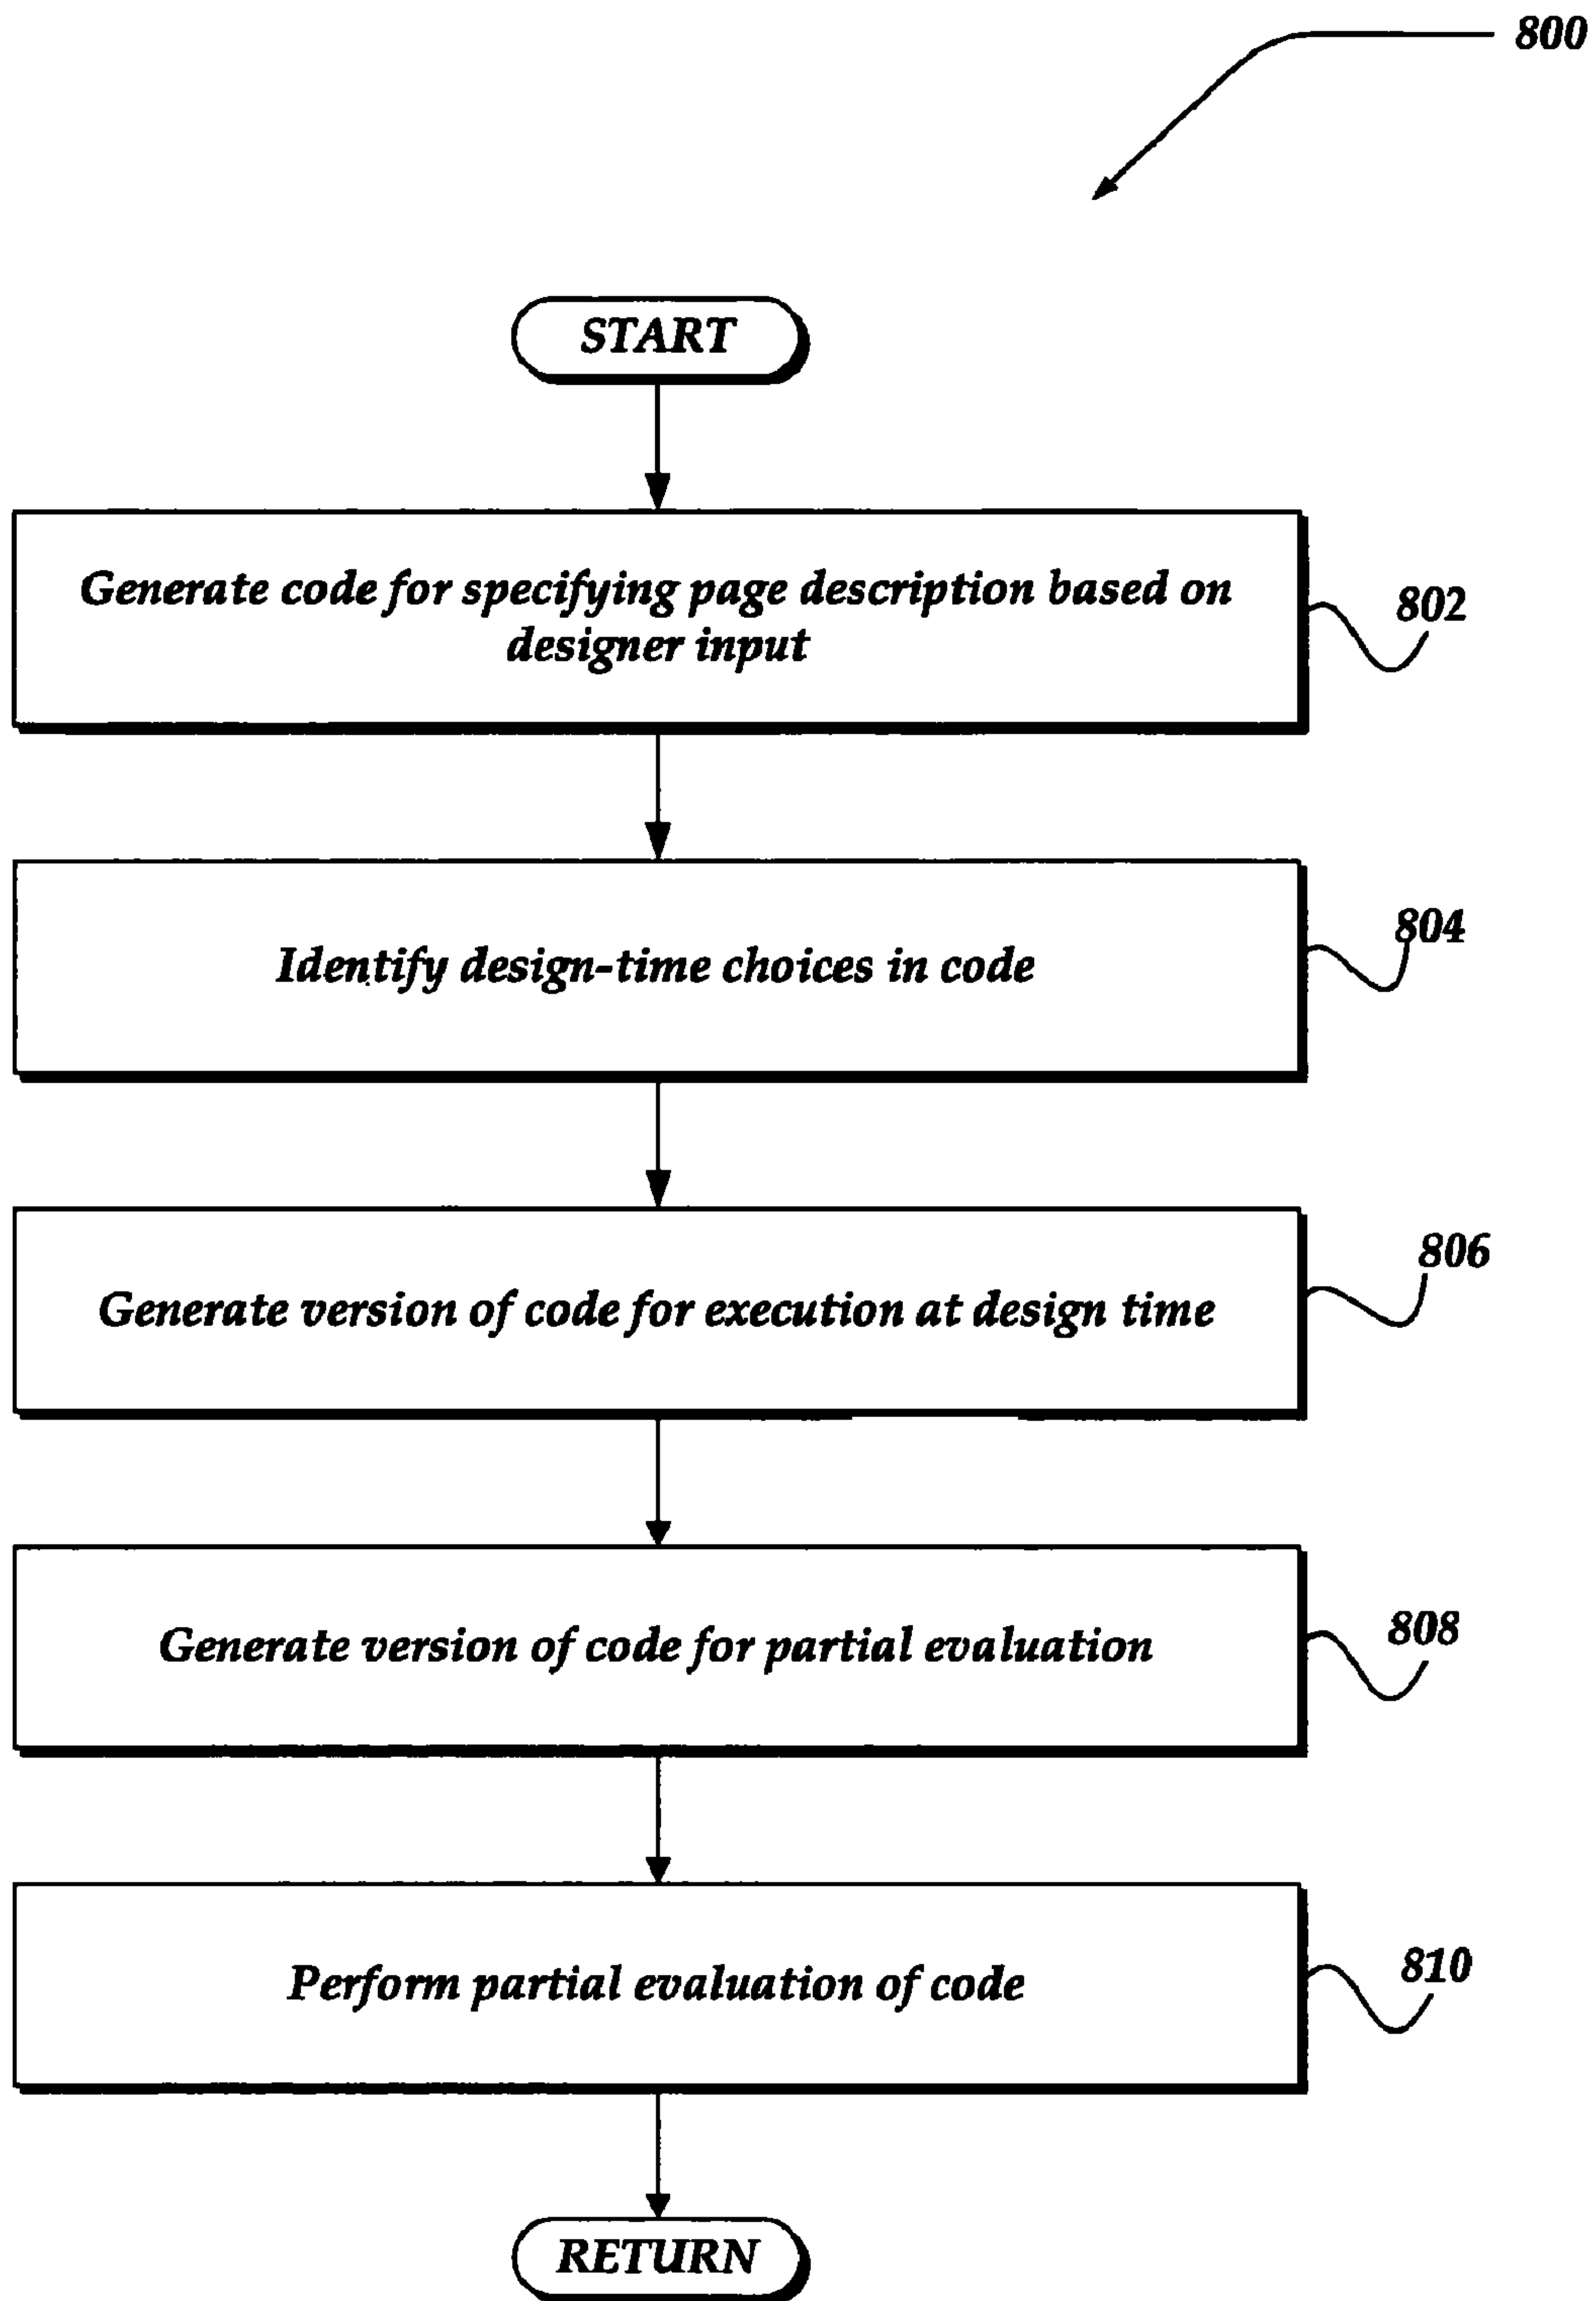 800
START
Generate code for specifying page description based on
designer input
802
Identify design-time choices in code
804
Generate version of code for execution at design time
806
Generate version of code for partial evaluation
808
Perform partial evaluation of code
810
RETURN